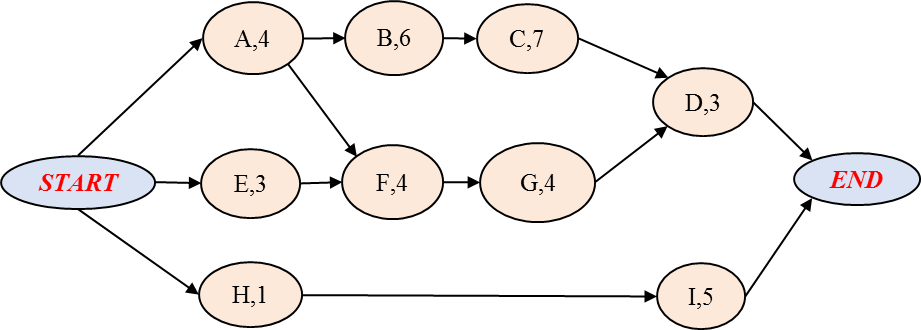 A,4
B,6
C,7
D,3
START
E,3
F,4
G,4
END
H,1
I,5